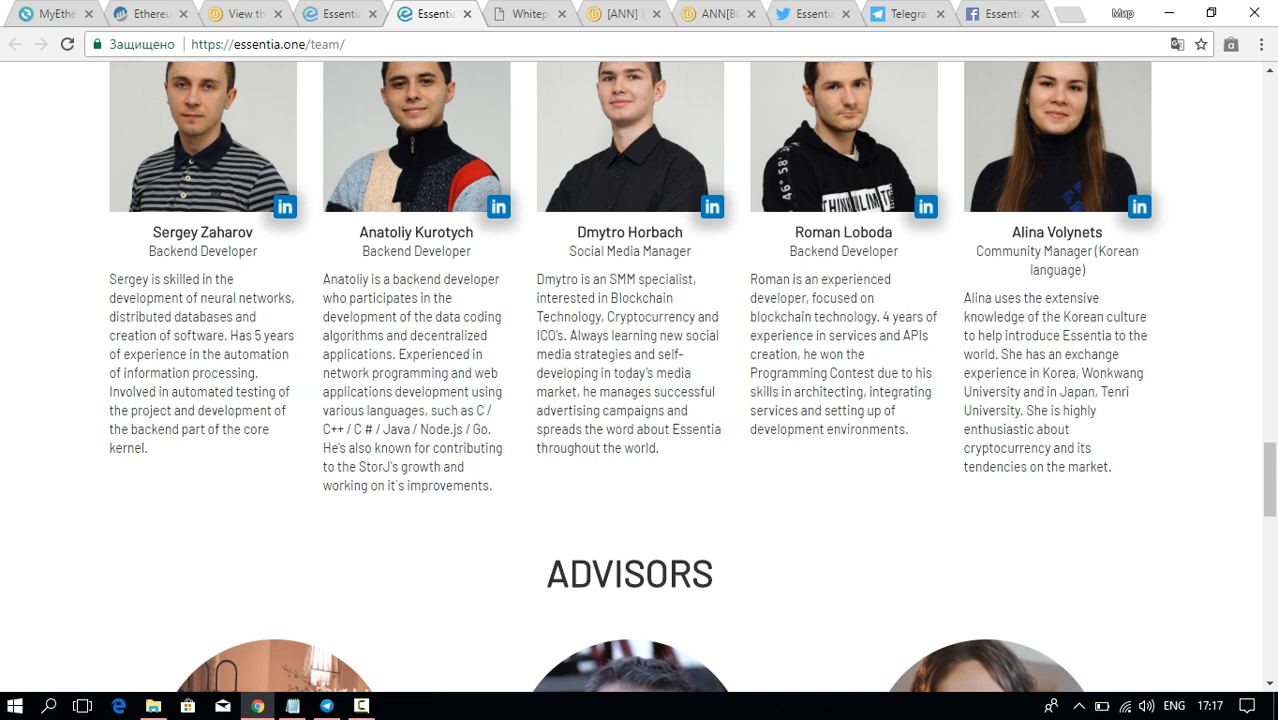 MyEthe
Ethereu
View th
Essentia
Essentia
Whitep
[ANN] E
ANN[BO
Essentia
Telegra
Essentia
Мир
Защищено
https://essentia.one/team/
Sergey Zaharov
Backend Developer
Sergey is skilled in the
development of neural networks,
distributed databases and
creation of software. Has 5 years
of experience in the automation
of information processing.
Involved in automated testing of
the project and development of
the backend part of the core
kernel.
Anatoliy Kurotych
Backend Developer
Anatoliy is a backend developer
who participates in the
development of the data coding
algorithms and decentralized
applications. Experienced in
network programming and web
applications development using
various languages, such as C /
C++ / C # / Java / Node.js / Go.
He's also known for contributing
to the StorJ's growth and
working on it`s improvements.
Dmytro Horbach
Social Media Manager
Dmytro is an SMM specialist,
interested in Blockchain
Technology, Cryptocurrency and
ICO's. Always learning new social
media strategies and self-
developing in today's media
market, he manages successful
advertising campaigns and
spreads the word about Essentia
throughout the world.
46° 58'
THINK UNLIMIT
Roman Loboda
Backend Developer
Roman is an experienced
developer, focused on
blockchain technology. 4 years of
experience in services and APIs
creation, he won the
Programming Contest due to his
skills in architecting, integrating
services and setting up of
development environments.
Alina Volynets
Community Manager (Korean
language)
Alina uses the extensive
knowledge of the Korean culture
to help introduce Essentia to the
world. She has an exchange
experience in Korea, Wonkwang
University and in Japan, Tenri
University. She is highly
enthusiastic about
cryptocurrency and its
tendencies on the market.
ADVISORS
ENG
17:17